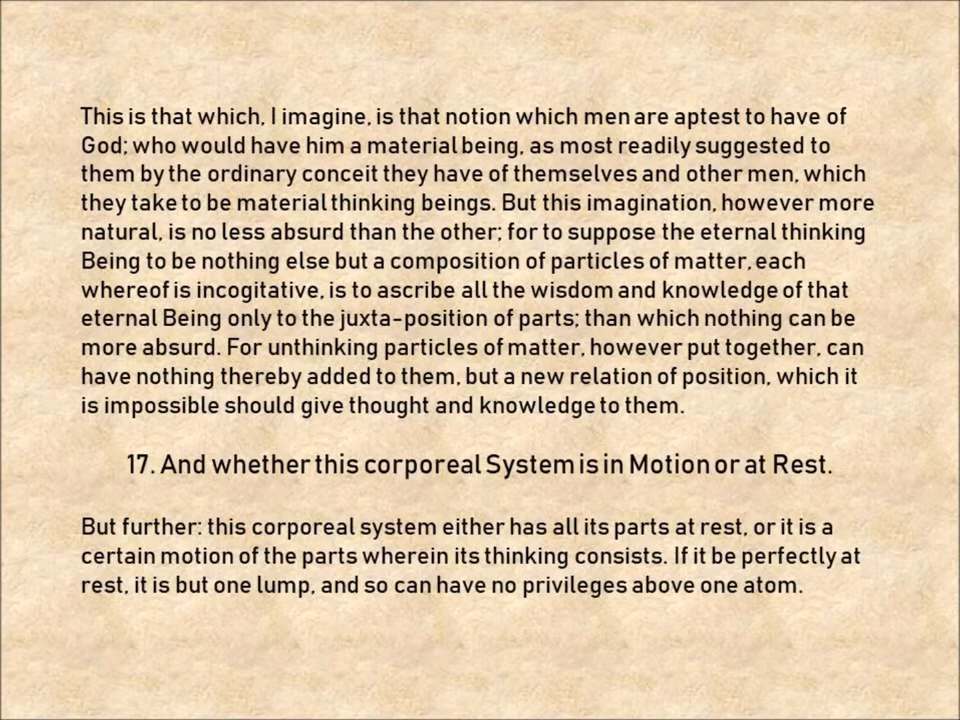 This is that which, I imagine, is that notion which men are aptest to have of
God; who would have him a material being, as most readily suggested to
them by the ordinary conceit they have of themselves and other men, which
they take to be material thinking beings. But this imagination, however more
natural, is no less absurd than the other; for to suppose the eternal thinking
Being to be nothing else but a composition of particles of matter, each
whereof is incogitative, is to ascribe all the wisdom and knowledge of that
eternal Being only to the juxta-position of parts; than which nothing can be
more absurd. For unthinking particles of matter, however put together, can
have nothing thereby added to them, but a new relation of position, which it
is impossible should give thought and knowledge to them.
17. And whether this corporeal System is in Motion or at Rest.
But further: this corporeal system either has all its parts at rest, or it is a
certain motion of the parts wherein its thinking consists. If it be perfectly at
rest, it is but one lump, and so can have no privileges above one atom.